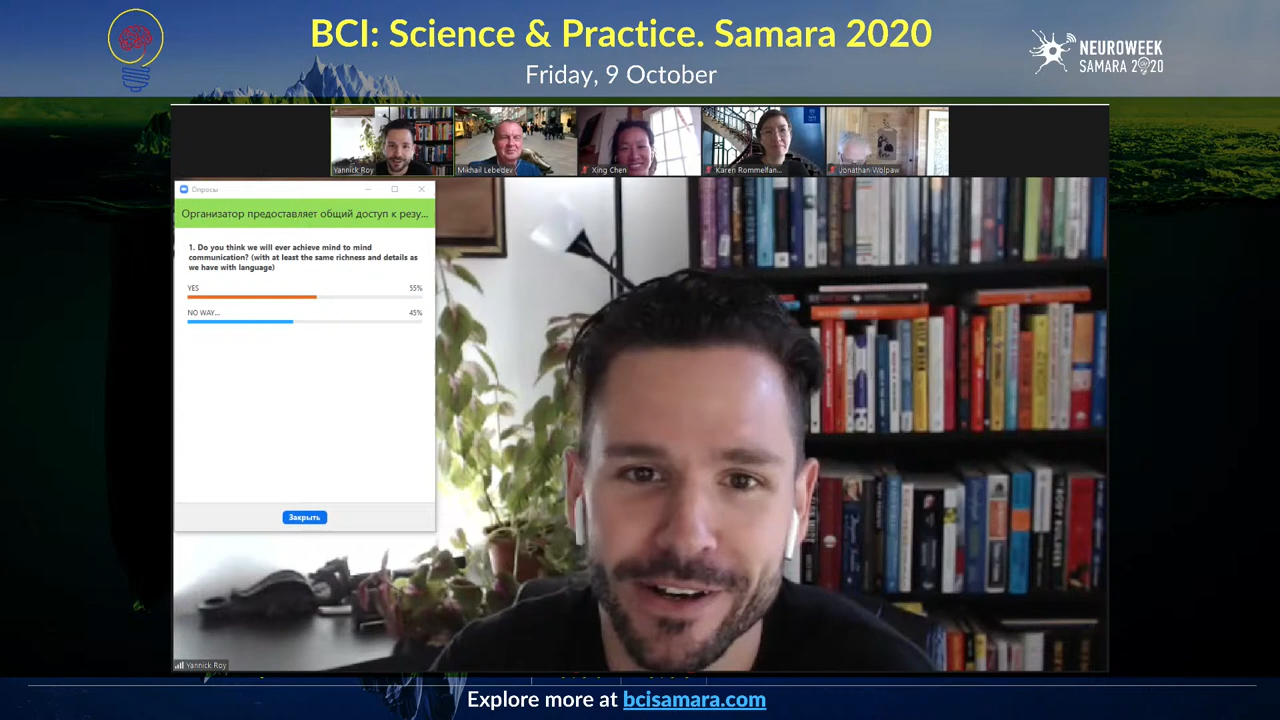 BCI: Science & Practice. Samara 2020
Friday, 9 October
NEUROWEEK
SAMARA 2020
Yannick Roy
Mikhail Lebedev
Xing Chen
Karen Rommelfan...
Jonathan Wolpaw
Опросы
Организатор предоставляет общий доступ к резу...
1. Do you think we will ever achieve mind to mind
communication? (with at least the same richness and details as
we have with language)
YES 55%
NO WAY... 45%
Закрыть
Yannick Roy
Explore more at bcisamara.com